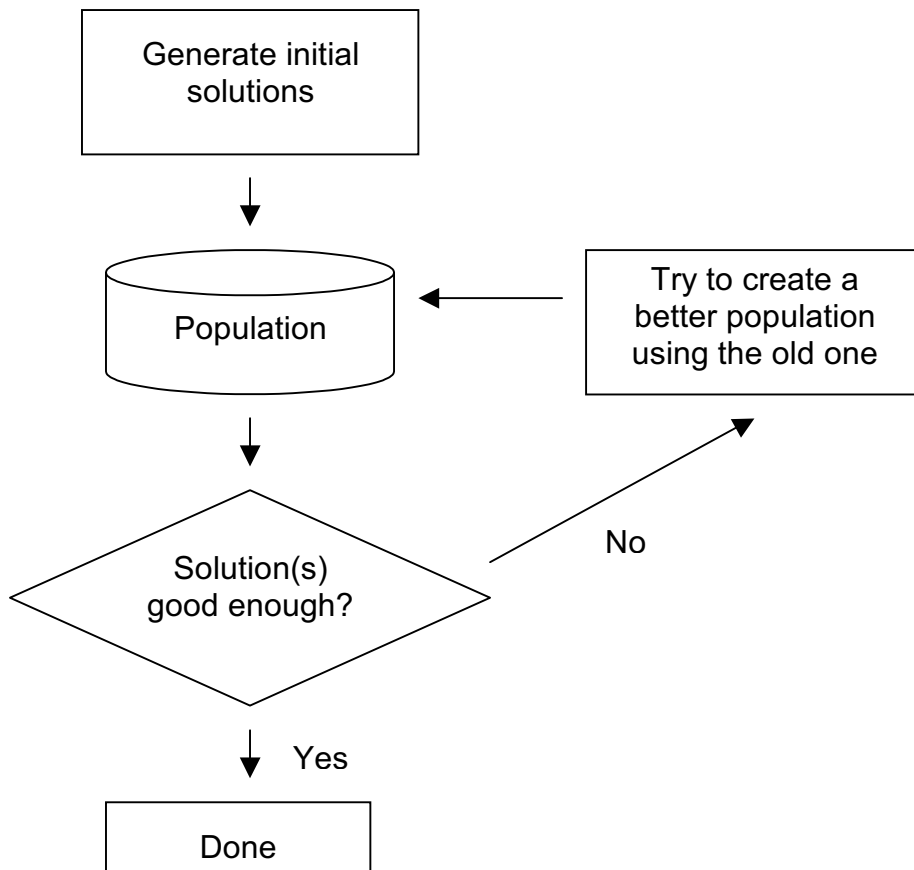 Generate initial
solutions
Population
Try to create a
better population
using the old one
Solution(s)
good enough?
No
Yes
Done